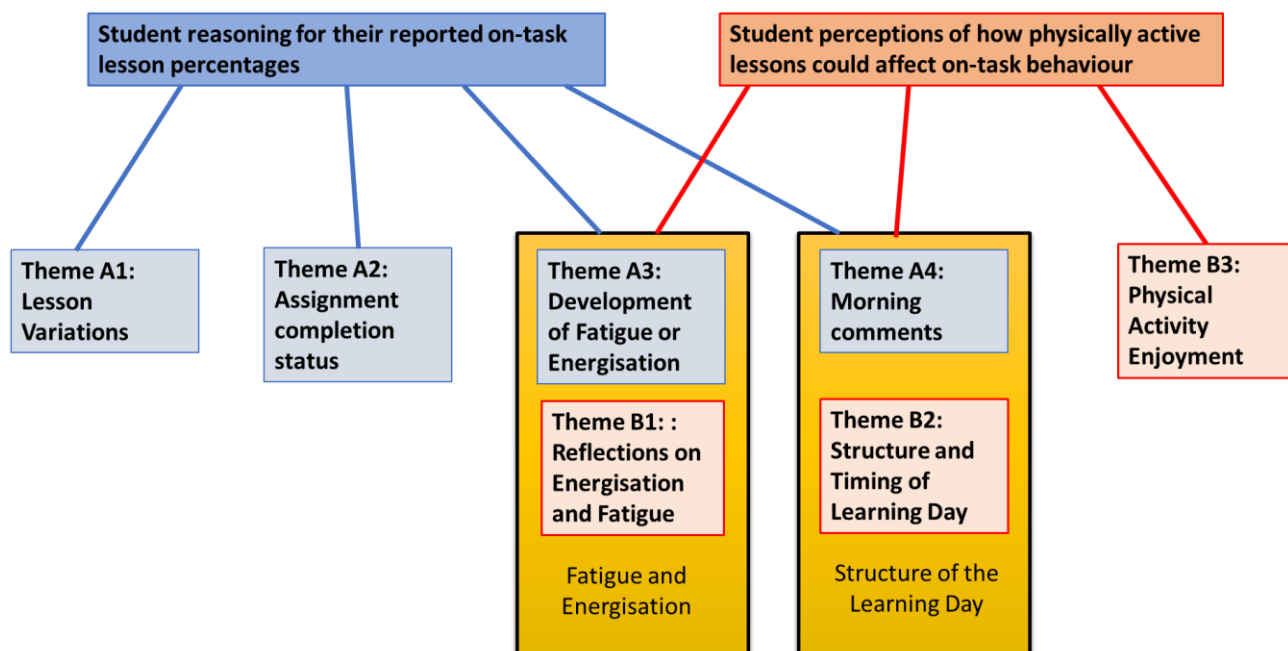 Student reasoning for their reported on-task
lesson percentages
Student perceptions of how physically active
lessons could affect on-task behaviour
Theme A1:
Lesson
Variations
Theme A2:
Assignment
completion
status
Theme A3:
Development
of Fatigue or
Energisation
Theme B1: :
Reflections on
Energisation
and Fatigue
Fatigue and
Energisation
Theme A4:
Morning
comments
Theme B2:
Structure and
Timing of
Learning Day
Structure of the
Learning Day
Theme B3:
Physical
Activity
Enjoyment